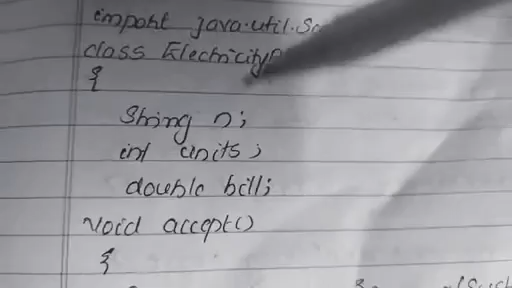 import java.util.Sc
class Electricity
{
String n;
int units;
double bill;
void accept()
{